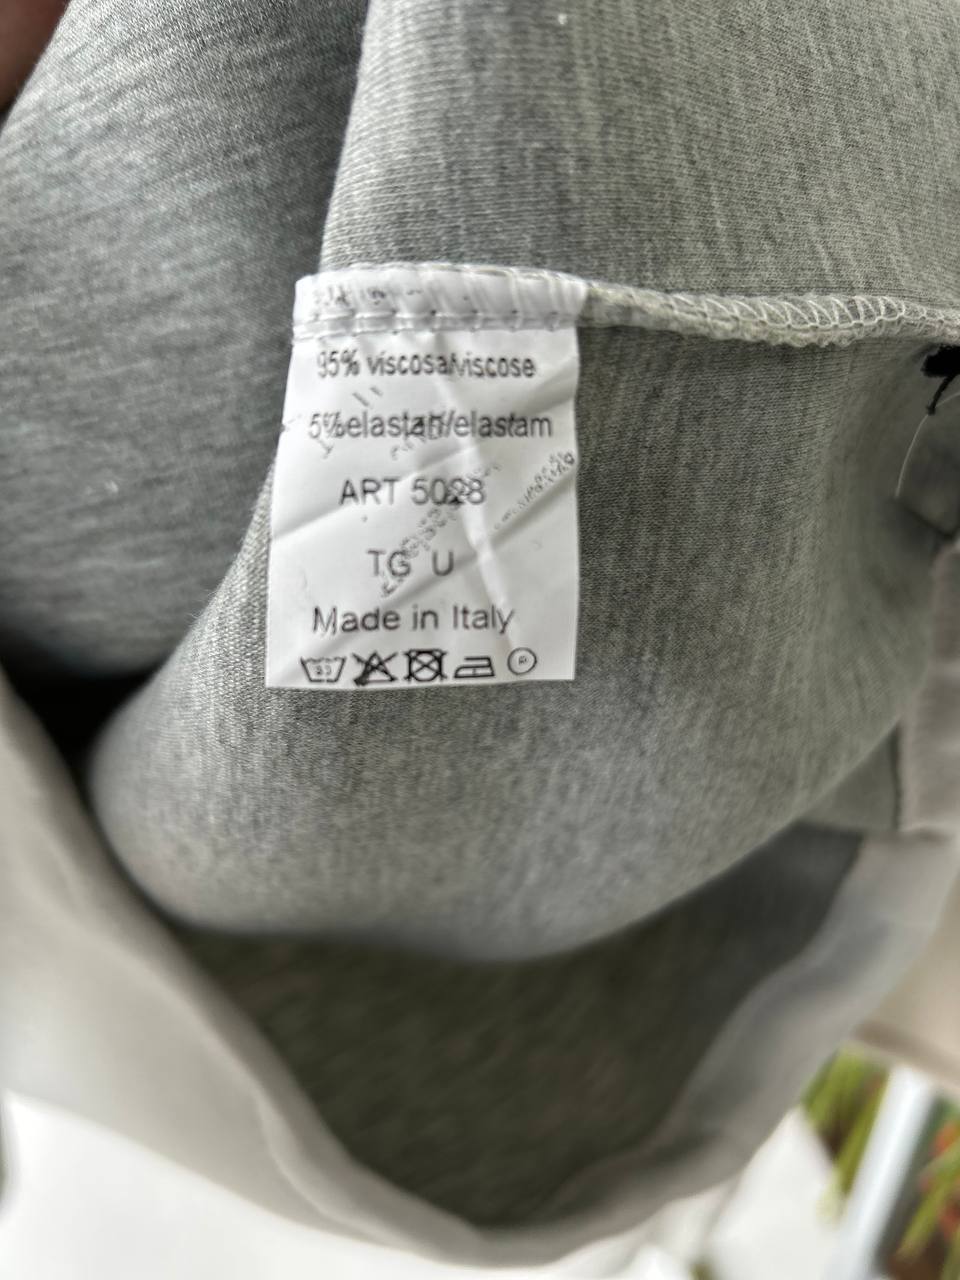 95% viscosa/viscose
5%elastan/elastam
ART 5028
TG U
Made in Italy